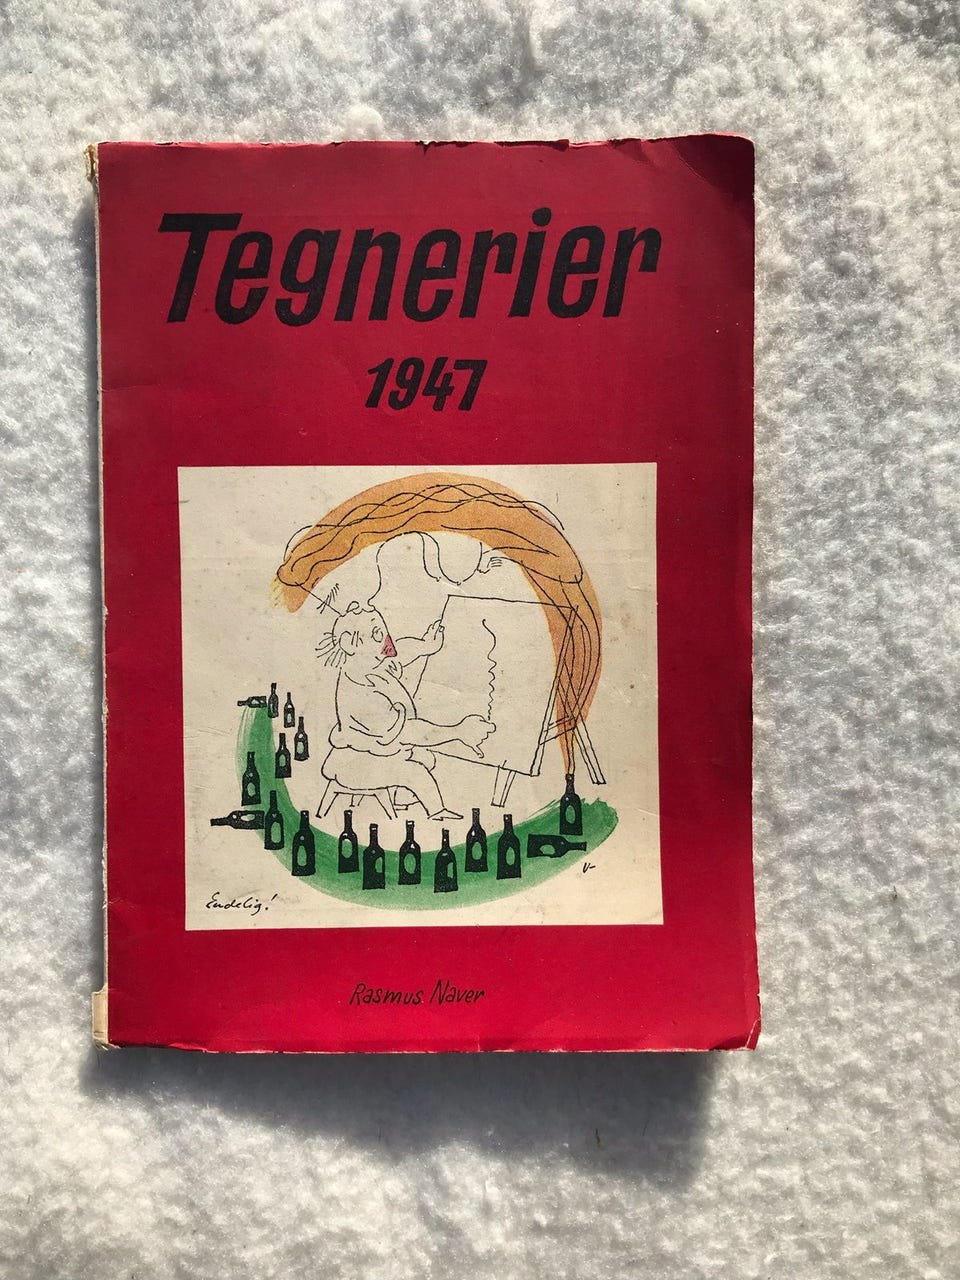 Tegnerier
1947
Endelig!
V-
Rasmus Naver